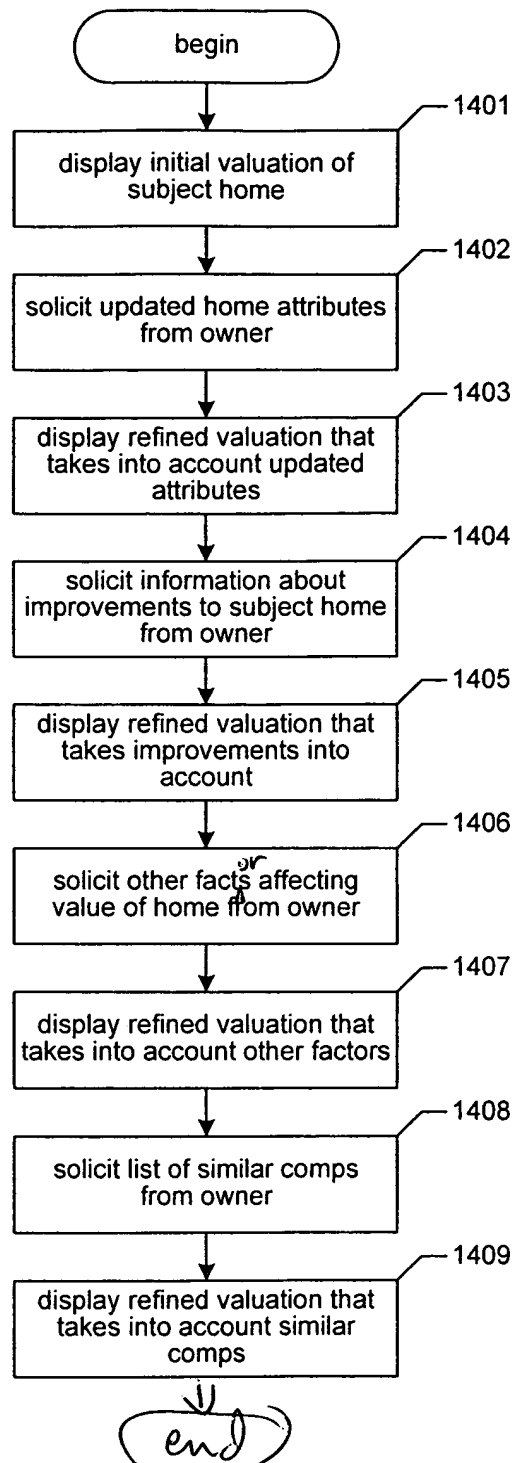 begin
1401
display initial valuation of
subject home
1402
solicit updated home attributes
from owner
1403
display refined valuation that
takes into account updated
attributes
1404
solicit information about
improvements to subject home
from owner
1405
display refined valuation that
takes improvements into
account
1406
or
solicit other facts affecting
value of home from owner
1407
display refined valuation that
takes into account other factors
1408
solicit list of similar comps
from owner
1409
display refined valuation that
takes into account similar
comps
end